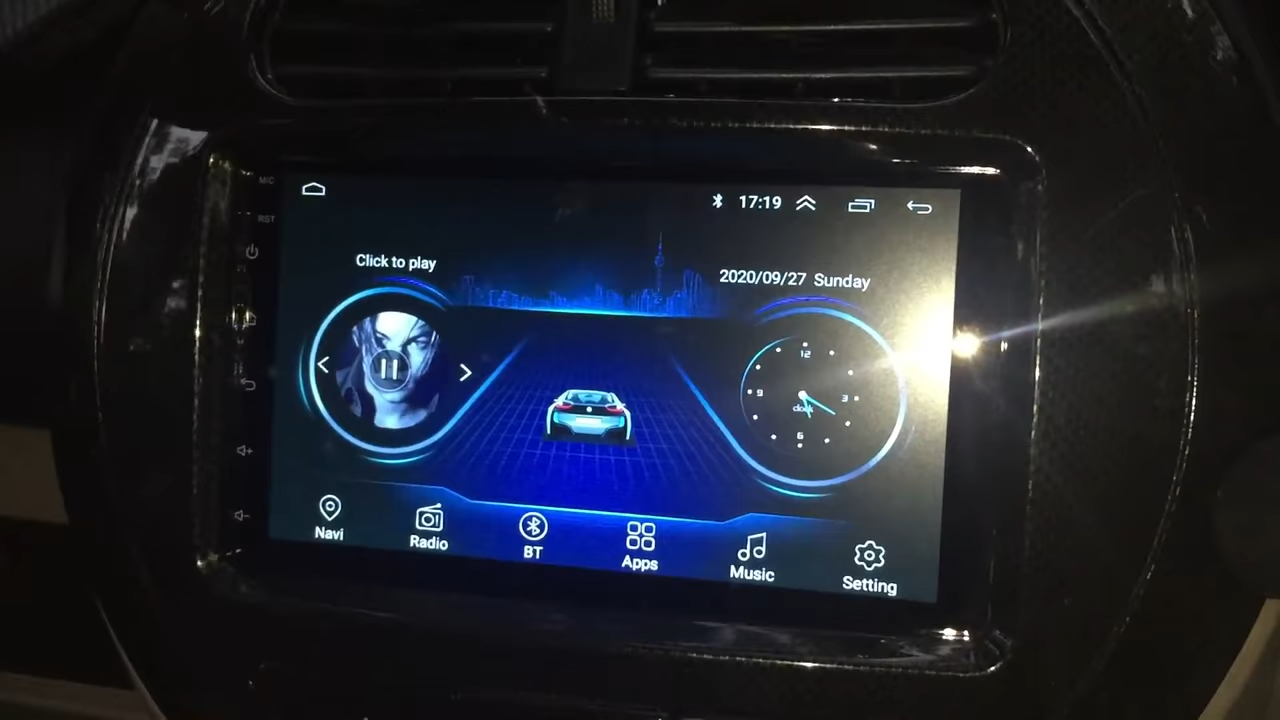 MIC
RST
17:19
Click to play
2020/09/27 Sunday
12
9
3
clock
6
Navi
Radio
BT
Apps
Music
Setting